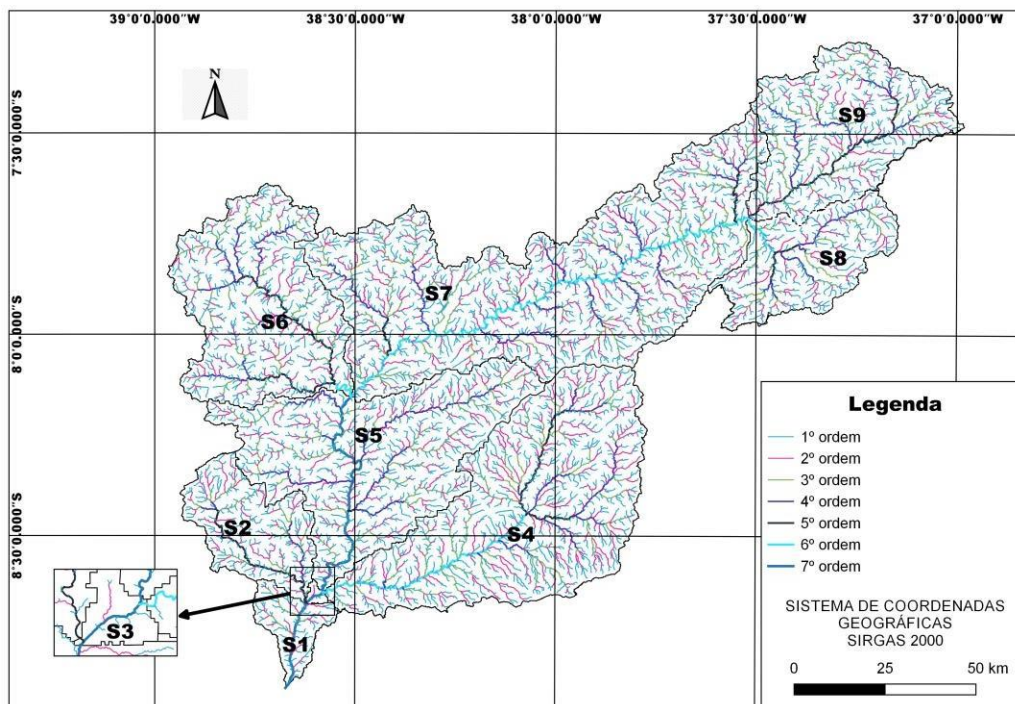 39°0'0.000"W 38°30'0.000"W 38°0'0.000"W 37°30'0.000"W 37°0'0.000"W
N
7°30'0.000"S
8°0'0.000"S
8°30'0.000"S
S9
S8
S7
S6
S5
S4
S2
S3
S1
Legenda
1º ordem
2º ordem
3º ordem
4º ordem
5º ordem
6º ordem
7º ordem
SISTEMA DE COORDENADAS
GEOGRÁFICAS
SIRGAS 2000
0 25 50 km